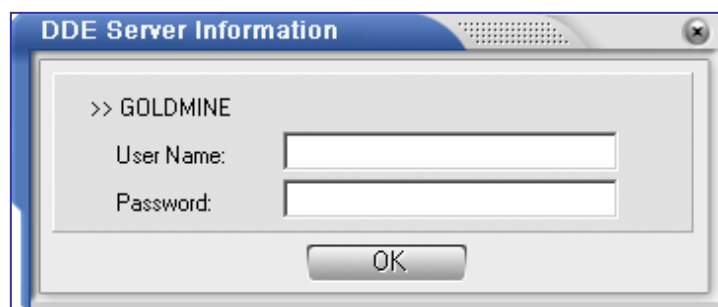 DDE Server Information
>> GOLDMINE
User Name:
Password:
OK